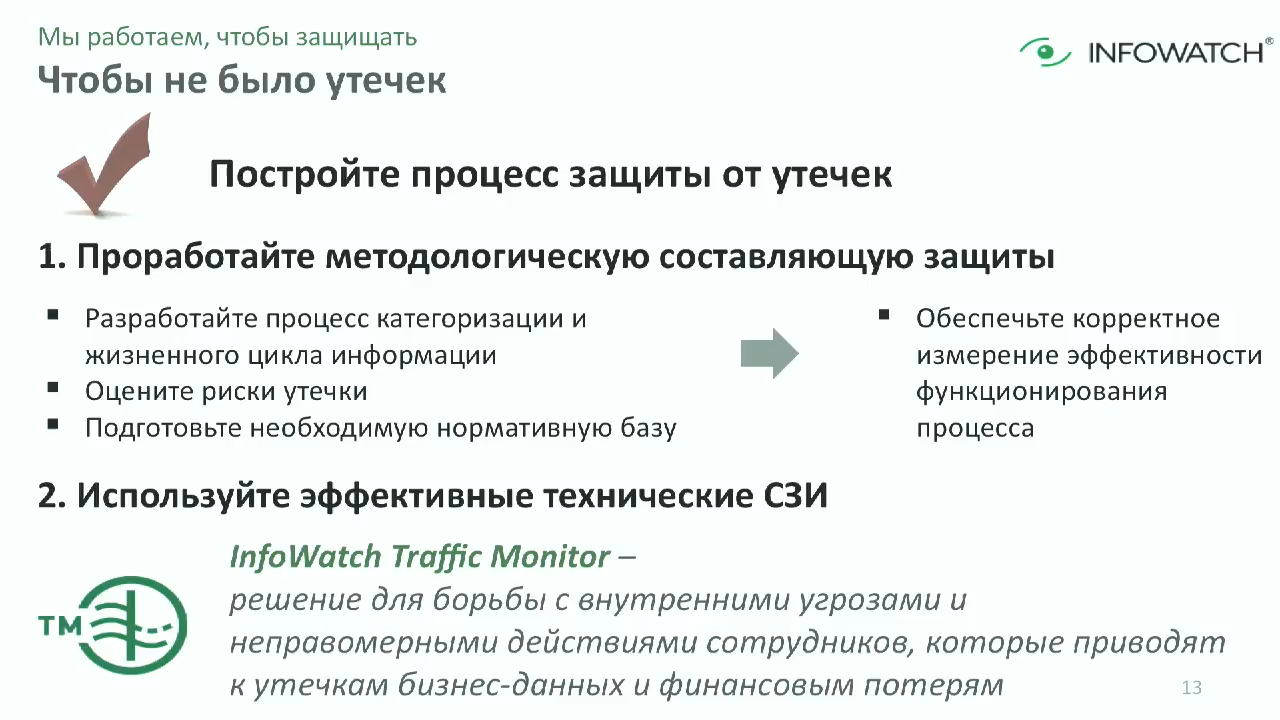 Мы работаем, чтобы защищать
Чтобы не было утечек
INFOWATCH®
Постройте процесс защиты от утечек
1. Проработайте методологическую составляющую защиты
▪ Разработайте процесс категоризации и
жизненного цикла информации
▪ Оцените риски утечки
▪ Подготовьте необходимую нормативную базу
▪ Обеспечьте корректное
измерение эффективности
функционирования
процесса
2. Используйте эффективные технические СЗИ
InfoWatch Traffic Monitor –
решение для борьбы с внутренними угрозами и
неправомерными действиями сотрудников, которые приводят
к утечкам бизнес-данных и финансовым потерям
TM
13